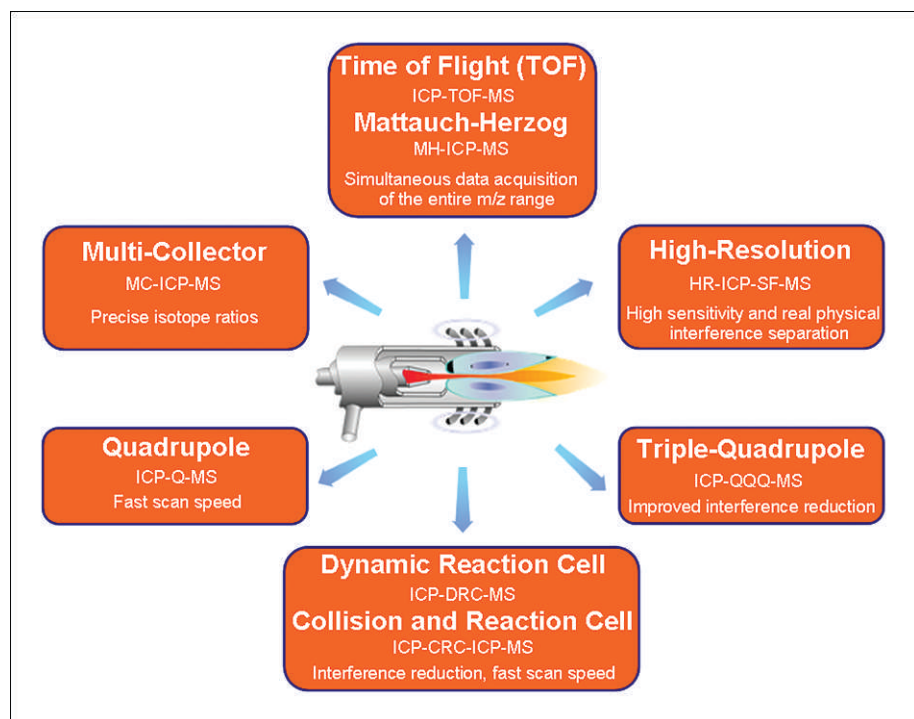 Time of Flight (TOF)
ICP-TOF-MS
Mattauch-Herzog
MH-ICP-MS
Simultaneous data acquisition
of the entire m/z range
Multi-Collector
MC-ICP-MS
Precise isotope ratios
High-Resolution
HR-ICP-SF-MS
High sensitivity and real physical
interference separation
Quadrupole
ICP-Q-MS
Fast scan speed
Triple-Quadrupole
ICP-QQQ-MS
Improved interference reduction
Dynamic Reaction Cell
ICP-DRC-MS
Collision and Reaction Cell
ICP-CRC-ICP-MS
Interference reduction, fast scan speed